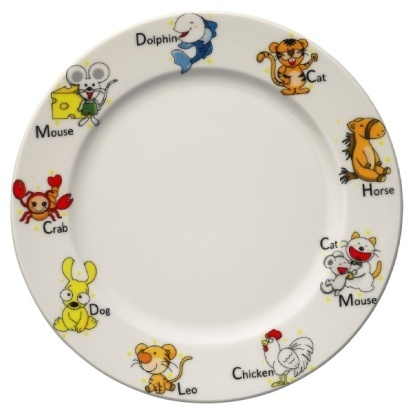 Dolphin
Cat
Horse
Cat
Mouse
Chicken
Leo
Dog
Crab
Mouse